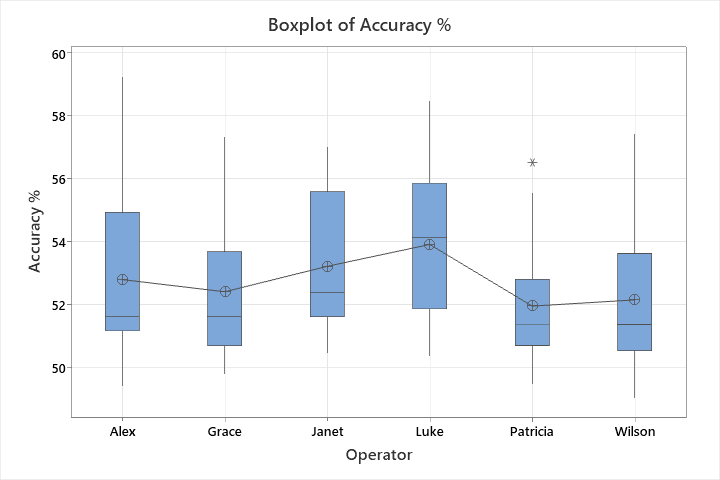 Boxplot of Accuracy %
60
58
56
54
52
50
Accuracy %
Alex Grace Janet Luke Patricia Wilson
Operator